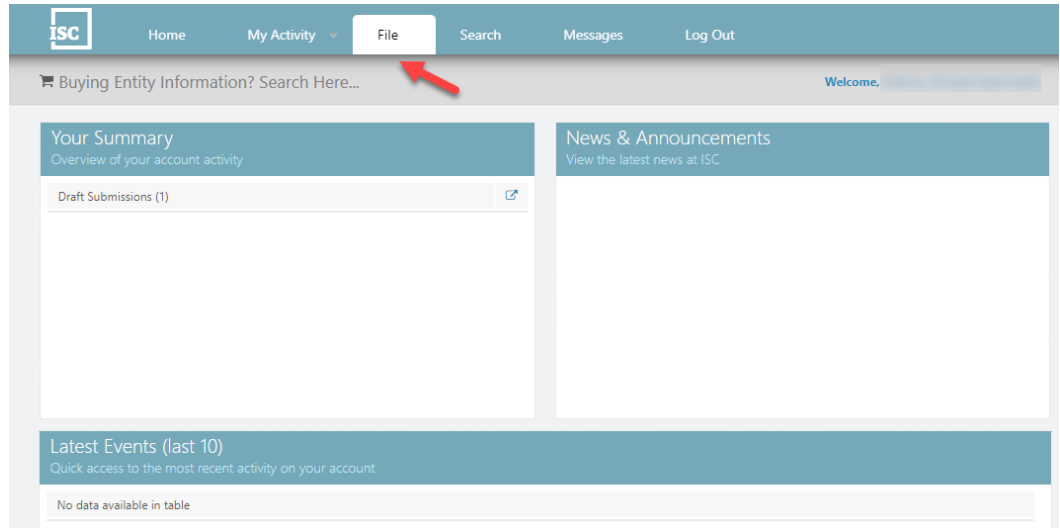 ISC
Home
My Activity
File
Search
Messages
Log Out
Buying Entity Information? Search Here...
Welcome,
Your Summary
Overview of your account activity
Draft Submissions (1)
News & Announcements
View the latest news at ISC
Latest Events (last 10)
Quick access to the most recent activity on your account
No data available in table